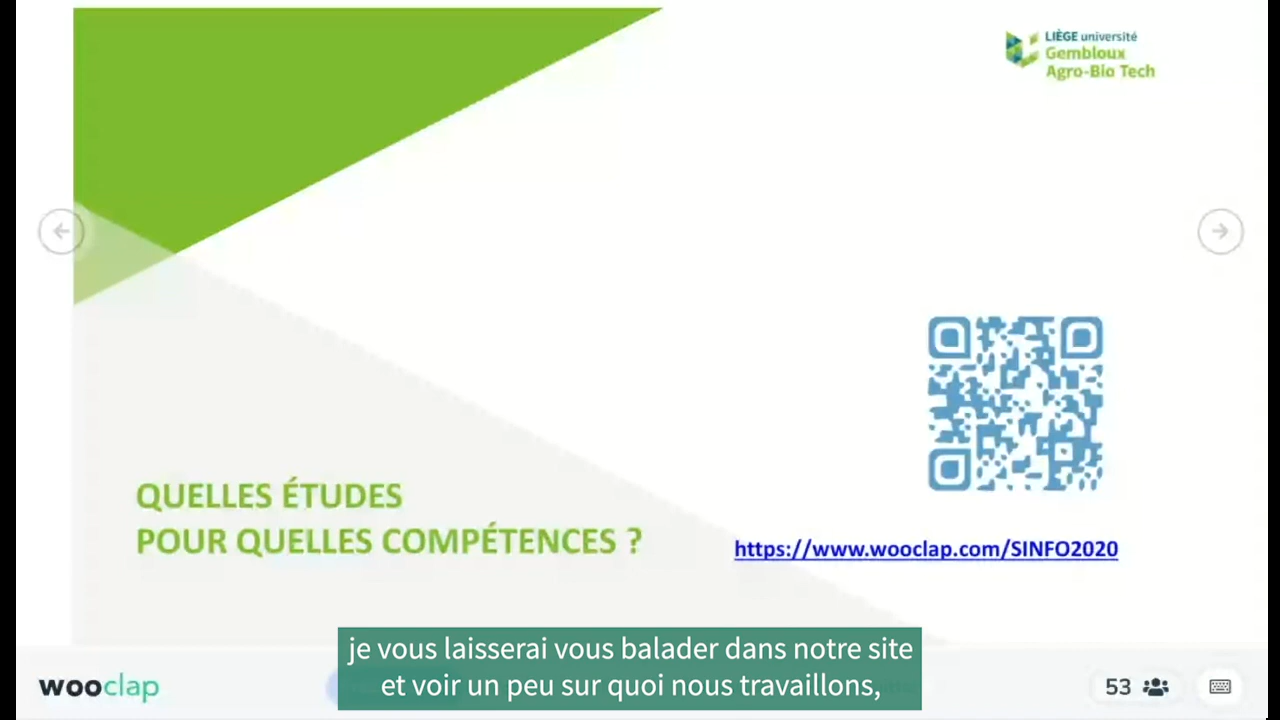 LIÈGE université
Gembloux
Agro-Bio Tech
QUELLES ÉTUDES
POUR QUELLES COMPÉTENCES ?
https://www.wooclap.com/SINFO2020
je vous laisserai vous balader dans notre site
et voir un peu sur quoi nous travaillons,
wooclap
53